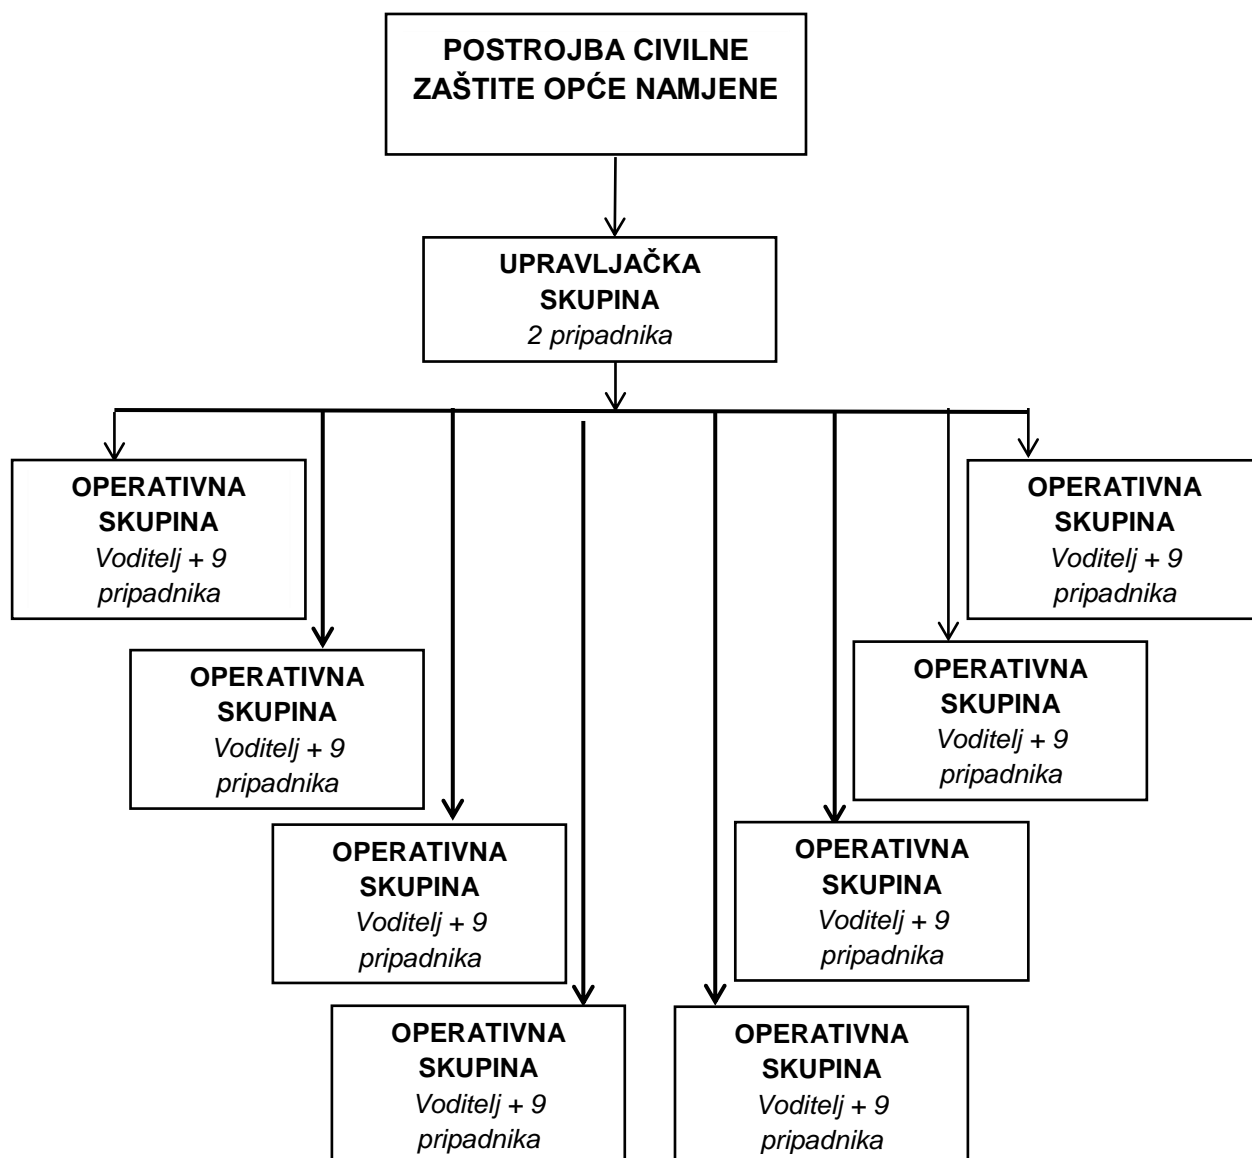 POSTROJBA CIVILNE
ZAŠTITE OPĆE NAMJENE
UPRAVLJAČKA
SKUPINA
2 pripadnika
OPERATIVNA
SKUPINA
Voditelj + 9
pripadnika
OPERATIVNA
SKUPINA
Voditelj + 9
pripadnika
OPERATIVNA
SKUPINA
Voditelj + 9
pripadnika
OPERATIVNA
SKUPINA
Voditelj + 9
pripadnika
OPERATIVNA
SKUPINA
Voditelj + 9
pripadnika
OPERATIVNA
SKUPINA
Voditelj + 9
pripadnika
OPERATIVNA
SKUPINA
Voditelj + 9
pripadnika
OPERATIVNA
SKUPINA
Voditelj + 9
pripadnika